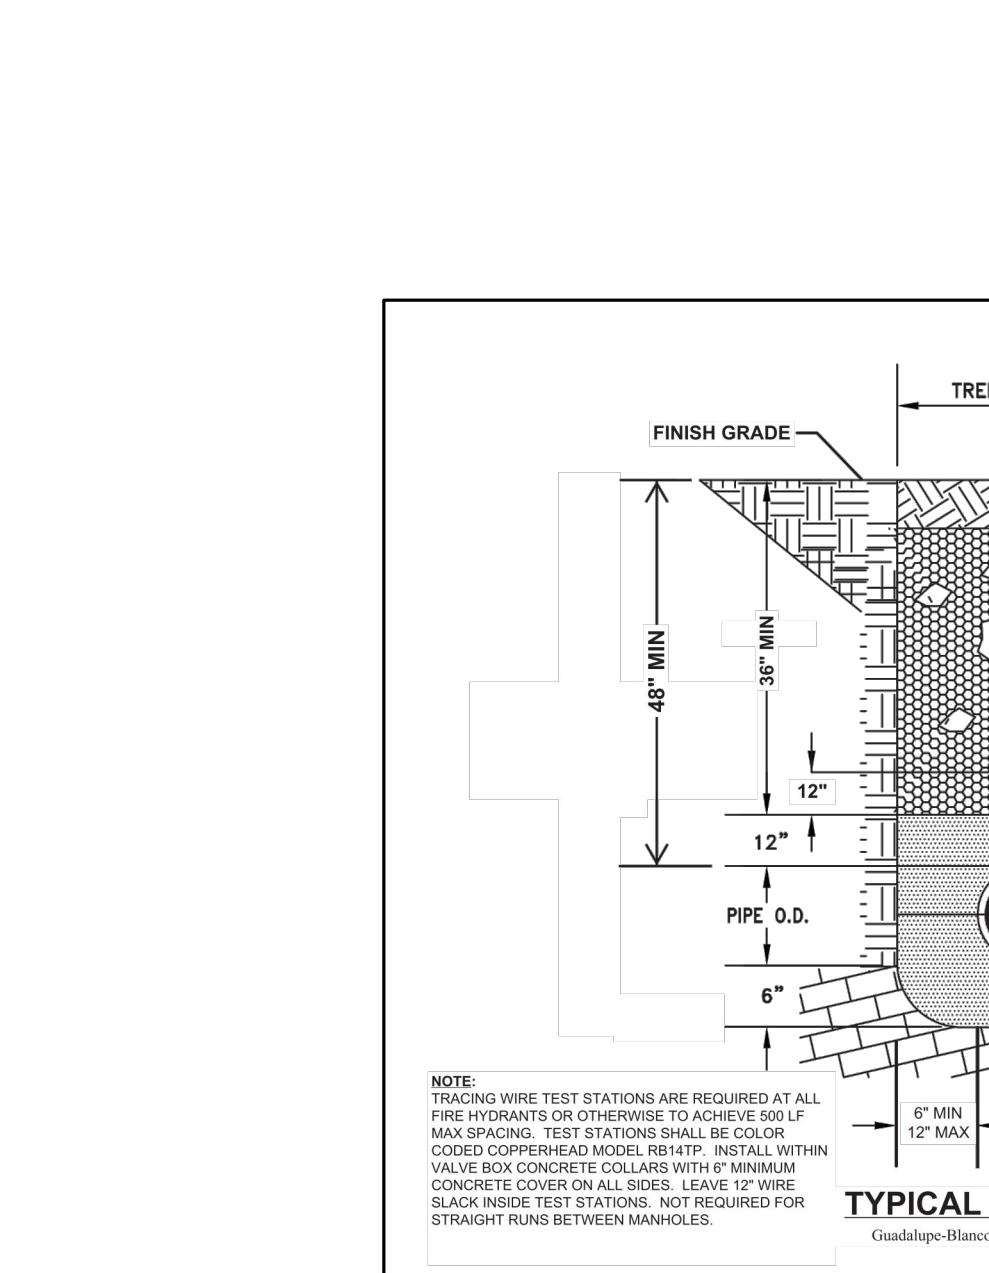 TRE
FINISH GRADE
48" MIN
36" MIN
12"
12"
PIPE O.D.
6"
NOTE:
TRACING WIRE TEST STATIONS ARE REQUIRED AT ALL
FIRE HYDRANTS OR OTHERWISE TO ACHIEVE 500 LF
MAX SPACING.  TEST STATIONS SHALL BE COLOR
CODED COPPERHEAD MODEL RB14TP.  INSTALL WITHIN
VALVE BOX CONCRETE COLLARS WITH 6" MINIMUM
CONCRETE COVER ON ALL SIDES.  LEAVE 12" WIRE
SLACK INSIDE TEST STATIONS.  NOT REQUIRED FOR
STRAIGHT RUNS BETWEEN MANHOLES.
6" MIN
12" MAX
TYPICAL
Guadalupe-Blanco